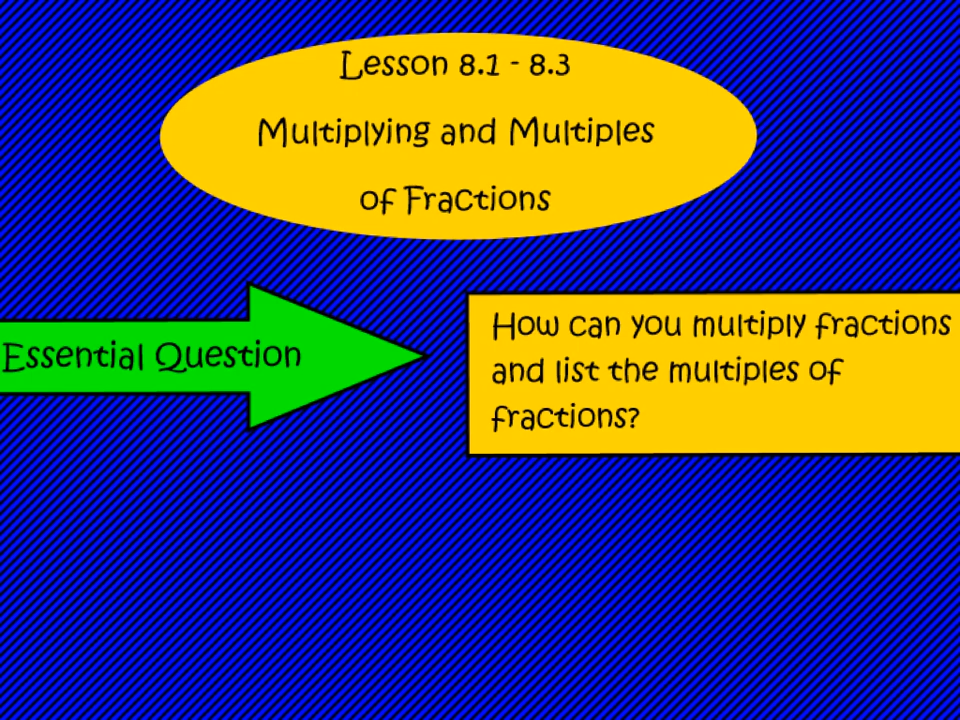 Lesson 8.1 - 8.3
Multiplying and Multiples
of Fractions
Essential Question
How can you multiply fractions
and list the multiples of
fractions?